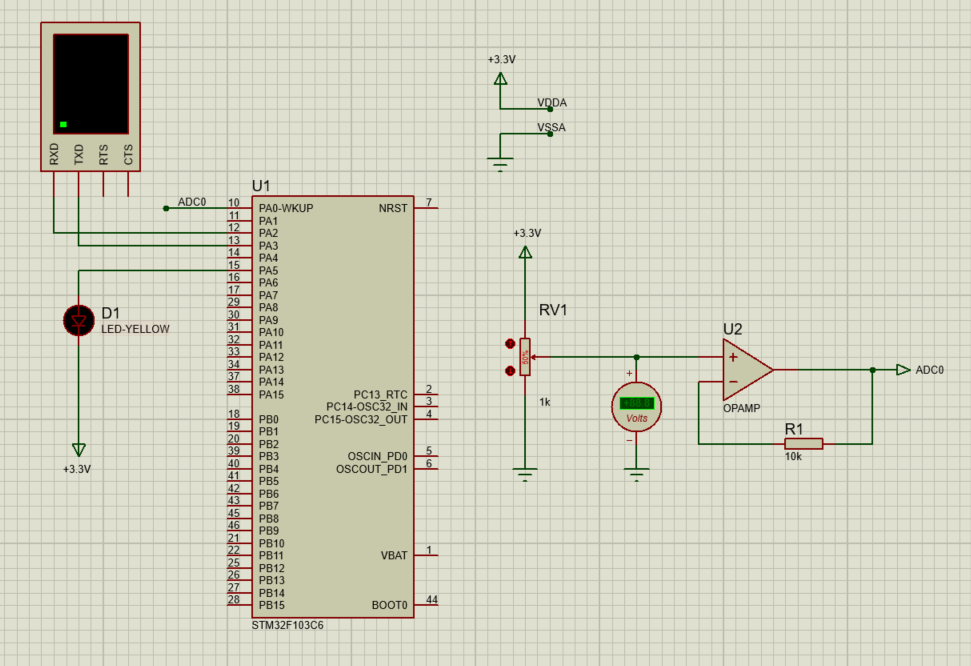 RXD
TXD
RTS
CTS
+3.3V
VDDA
VSSA
U1
ADC0
10 PA0-WKUP
11 PA1
12 PA2
13 PA3
14 PA4
15 PA5
16 PA6
17 PA7
29 PA8
30 PA9
31 PA10
32 PA11
33 PA12
34 PA13
37 PA14
38 PA15
18 PB0
19 PB1
20 PB2
39 PB3
40 PB4
41 PB5
42 PB6
43 PB7
45 PB8
46 PB9
21 PB10
22 PB11
25 PB12
26 PB13
27 PB14
28 PB15
NRST 7
PC13_RTC 2
PC14-OSC32_IN 3
PC15-OSC32_OUT 4
OSCIN_PD0 5
OSCOUT_PD1 6
VBAT 1
BOOT0 44
STM32F103C6
D1
LED-YELLOW
+3.3V
+3.3V
RV1
1k
+
Volts
−
U2
+
−
OPAMP
ADC0
R1
10k